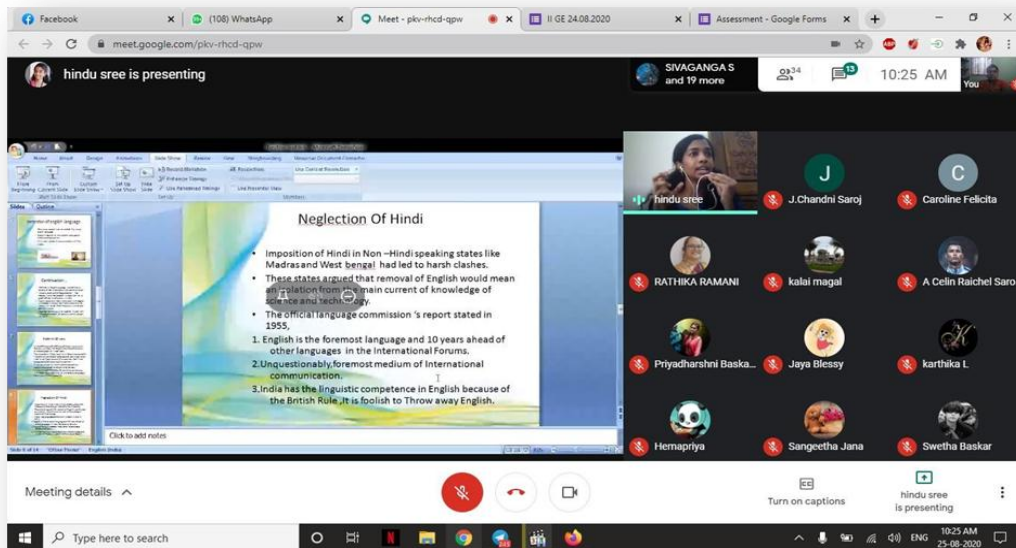 Facebook
(108) WhatsApp
Meet - pkv-rhcd-qpw
II GE 24.08.2020
Assessment - Google Forms
meet.google.com/pkv-rhcd-qpw
ABP
hindu sree is presenting
SIVAGANGA S
and 19 more
34
13
10:25 AM
You
Slides
Outline
Neglection Of Hindi
• Imposition of Hindi in Non –Hindi speaking states like
Madras and West bengal had led to harsh clashes.
• These states argued that removal of English would mean
an isolation from the main current of knowledge of
science and technology.
• The official language commission 's report stated in
1955,
1. English is the foremost language and 10 years ahead of
other languages in the International Forums.
2.Unquestionably,foremost medium of International
communication.
3.India has the linguistic competence in English because of
the British Rule ,It is foolish to Throw away English.
Click to add notes
hindu sree
J.Chandni Saroj
Caroline Felicita
RATHIKA RAMANI
kalai magal
A Celin Raichel Saro
Priyadharshni Baska...
Jaya Blessy
karthika L
Hemapriya
Sangeetha Jana
Swetha Baskar
J
C
Meeting details
CC
Turn on captions
hindu sree
is presenting
Type here to search
ENG
10:25 AM
25-08-2020